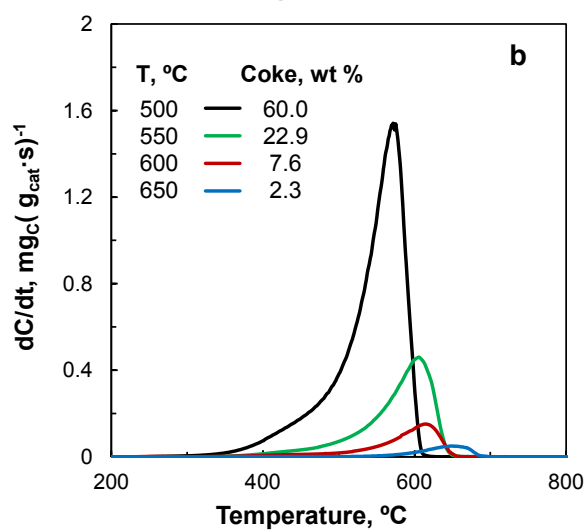 2
b
T, ºC Coke, wt %
500 60.0
550 22.9
600 7.6
650 2.3
1.6
1.2
0.8
0.4
0
200 400 600 800
dC/dt, mgC( gcat·s)-1
Temperature, ºC